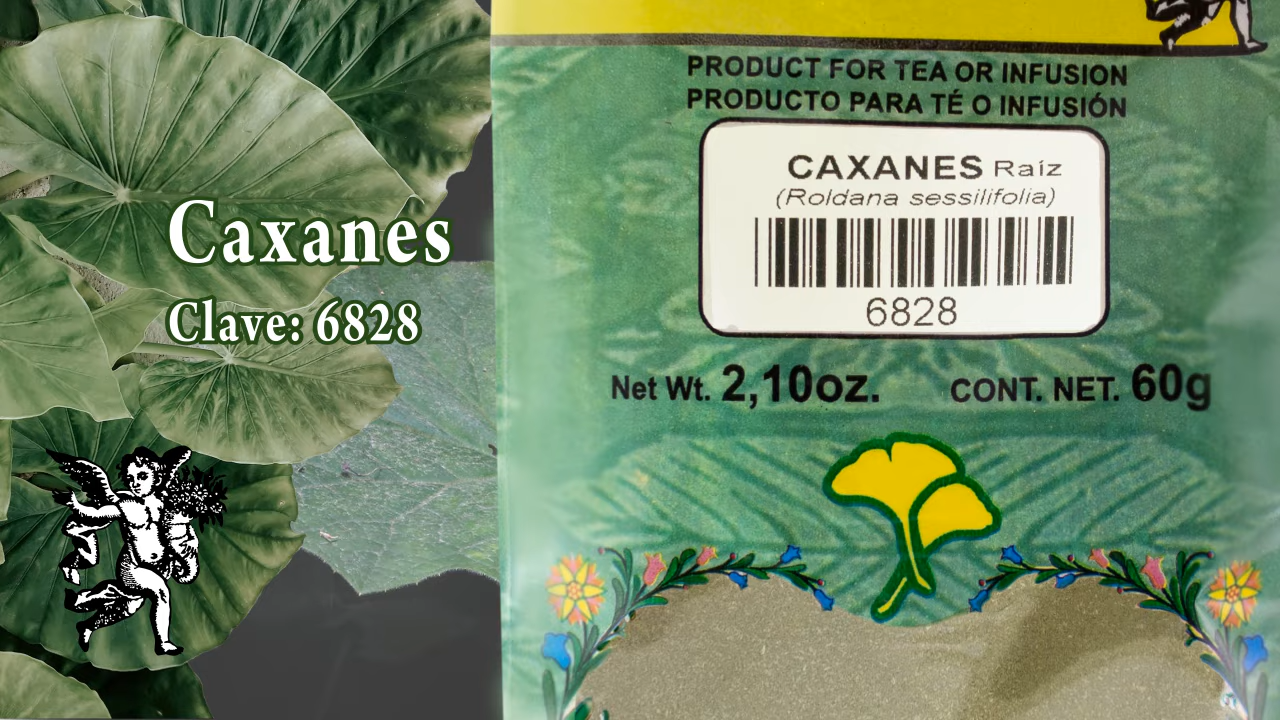 Caxanes
Clave: 6828
PRODUCT FOR TEA OR INFUSION
PRODUCTO PARA TÉ O INFUSIÓN
CAXANES Raíz
(Roldana sessilifolia)
6828
Net Wt. 2,10oz. CONT. NET. 60g